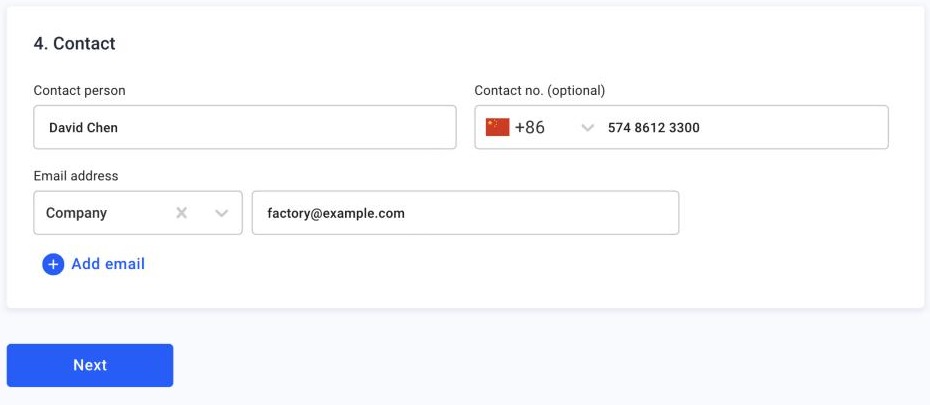 4. Contact
Contact person
Contact no. (optional)
David Chen
+86
574 8612 3300
Email address
Company
factory@example.com
Add email
Next